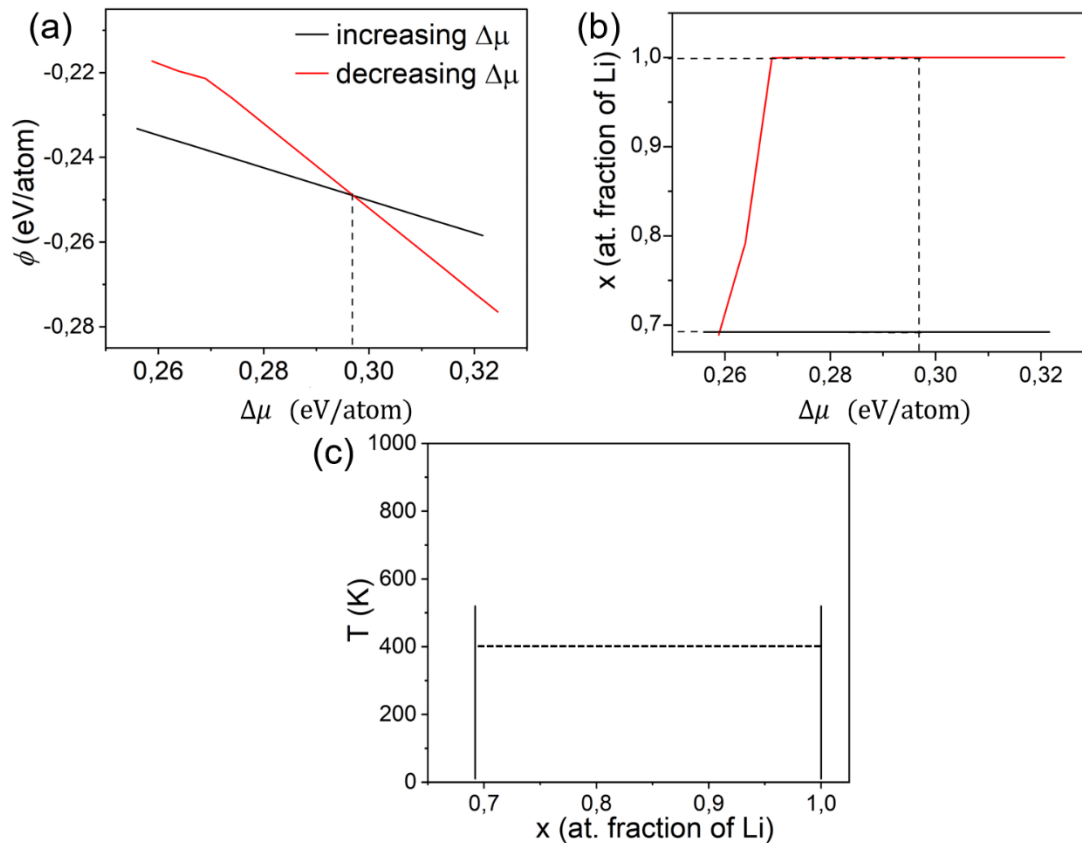 (a)
increasing Δμ
decreasing Δμ
-0,22
-0,24
-0,26
-0,28
ϕ (eV/atom)
0,26 0,28 0,30 0,32
Δμ (eV/atom)
(b)
1,0
0,9
0,8
0,7
x (at. fraction of Li)
0,26 0,28 0,30 0,32
Δμ (eV/atom)
(c)
1000
800
600
400
200
0
T (K)
0,7 0,8 0,9 1,0
x (at. fraction of Li)